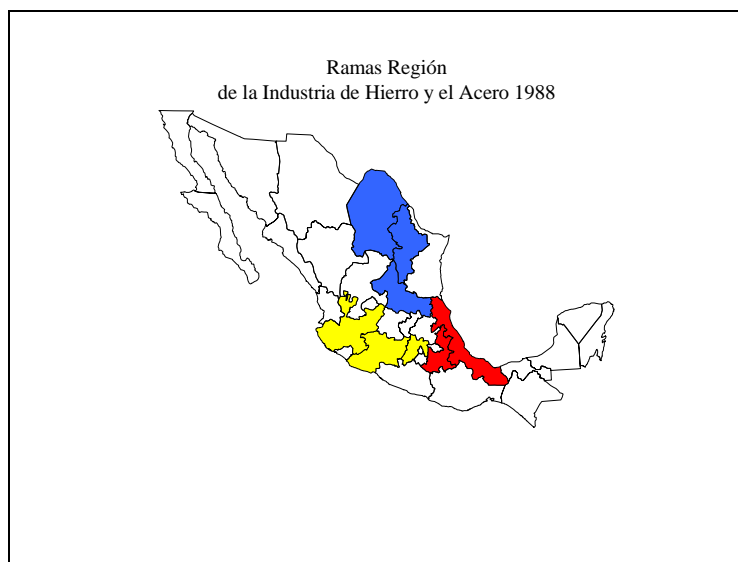 Ramas Región
de la Industria de Hierro y el Acero 1988